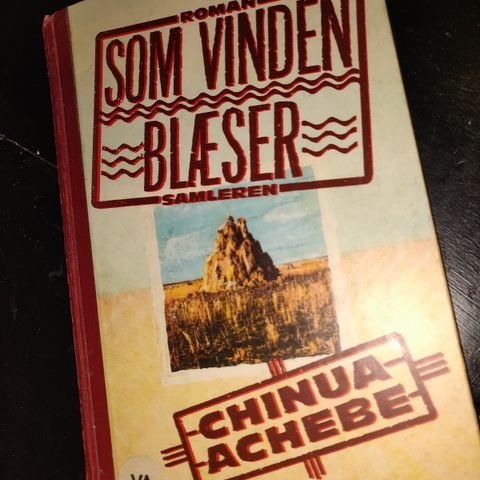 ROMAN
SOM VINDEN
BLÆSER
SAMLEREN
CHINUA
ACHEBE